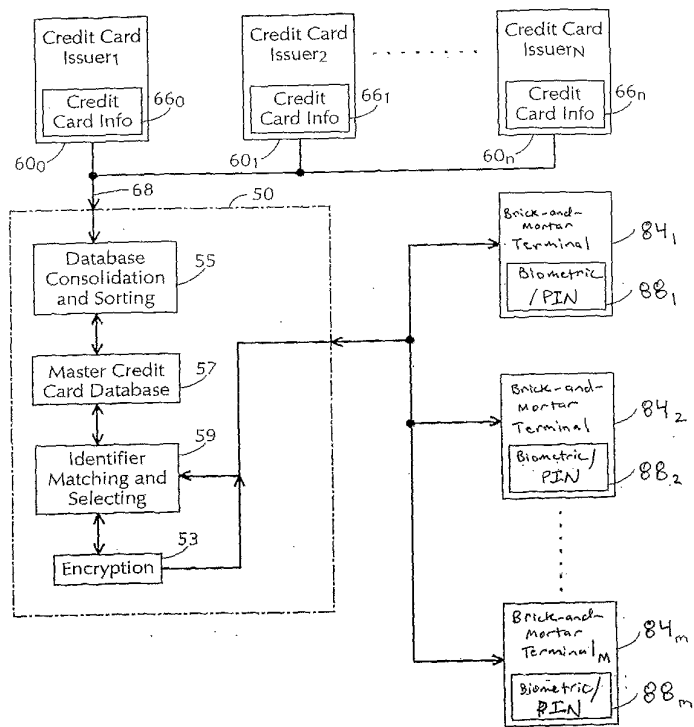 Credit Card
Issuer₁
Credit
Card Info
66₀
60₀
Credit Card
Issuer₂
Credit
Card Info
66₁
60₁
Credit Card
Issuer_N
Credit
Card Info
66ₙ
60ₙ
68
50
Database
Consolidation
and Sorting
55
Master Credit
Card Database
57
Identifier
Matching and
Selecting
59
Encryption
53
Brick-and-
Mortar
Terminal
84₁
Biometric
/PIN
88₁
Brick-and-
Mortar
Terminal
84₂
Biometric/
PIN
88₂
Brick-and-
Mortar
Terminal_M
84ₘ
Biometric/
PIN
88ₘ